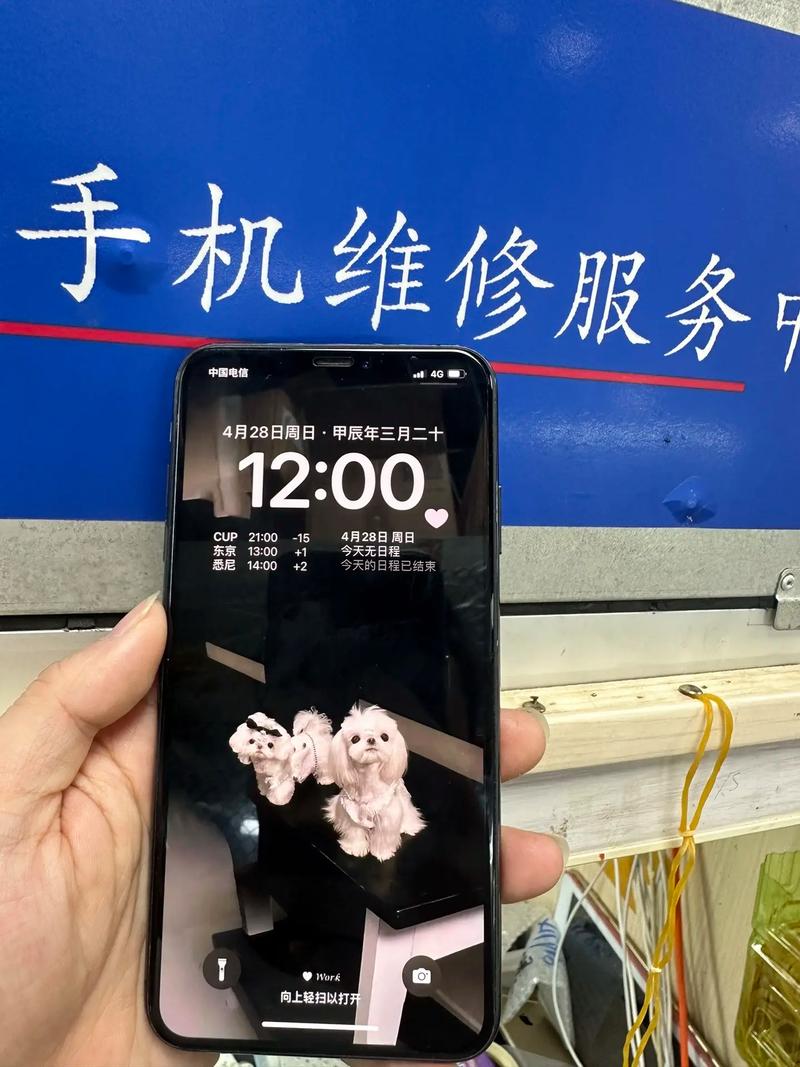 手机维修服务中
中国电信 4G
4月28日周日·甲辰年三月二十
12:00
CUP 21:00 -15 4月28日 周日
东京 13:00 +1 今天无日程
悉尼 14:00 +2 今天的日程已结束
Work
向上轻扫以打开